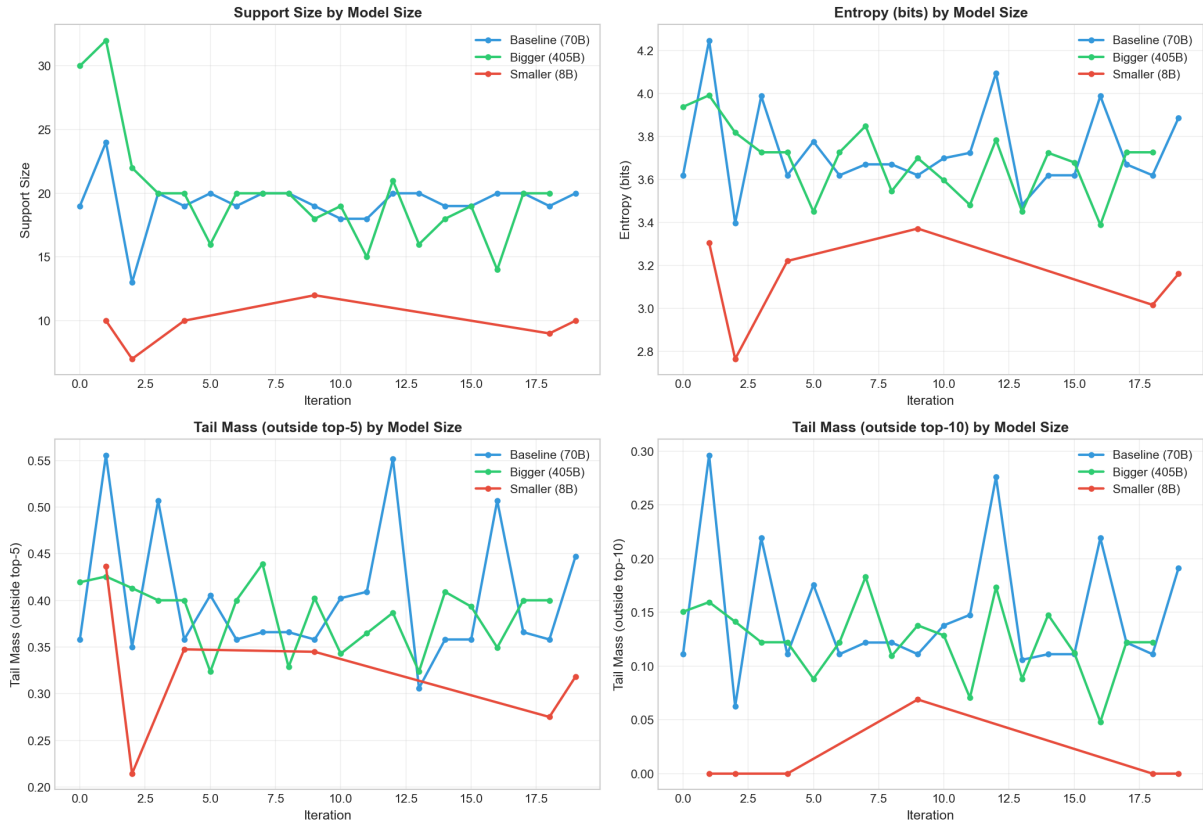 Support Size by Model Size
Baseline (70B)
Bigger (405B)
Smaller (8B)
Support Size
30
25
20
15
10
0.0 2.5 5.0 7.5 10.0 12.5 15.0 17.5
Iteration
Entropy (bits) by Model Size
Baseline (70B)
Bigger (405B)
Smaller (8B)
Entropy (bits)
4.2
4.0
3.8
3.6
3.4
3.2
3.0
2.8
0.0 2.5 5.0 7.5 10.0 12.5 15.0 17.5
Iteration
Tail Mass (outside top-5) by Model Size
Baseline (70B)
Bigger (405B)
Smaller (8B)
Tail Mass (outside top-5)
0.55
0.50
0.45
0.40
0.35
0.30
0.25
0.20
0.0 2.5 5.0 7.5 10.0 12.5 15.0 17.5
Iteration
Tail Mass (outside top-10) by Model Size
Baseline (70B)
Bigger (405B)
Smaller (8B)
Tail Mass (outside top-10)
0.30
0.25
0.20
0.15
0.10
0.05
0.00
0.0 2.5 5.0 7.5 10.0 12.5 15.0 17.5
Iteration